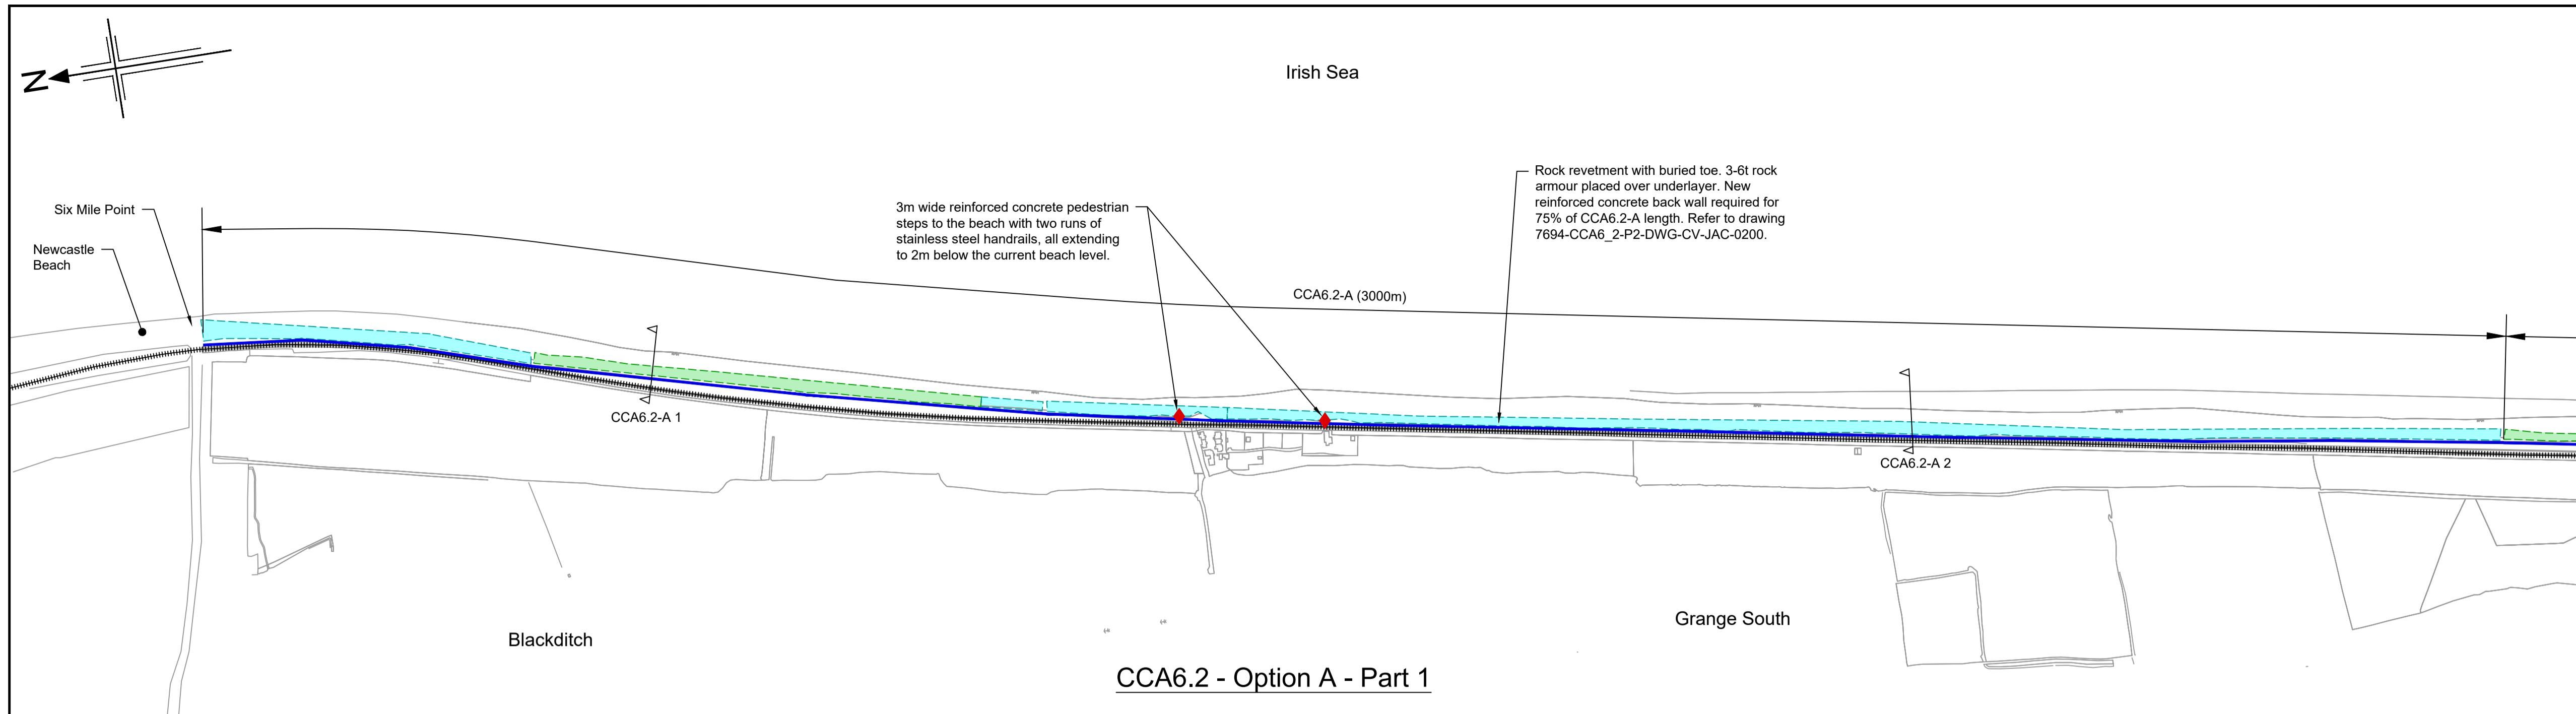 N
Irish Sea
Six Mile Point
Newcastle
Beach
3m wide reinforced concrete pedestrian
steps to the beach with two runs of
stainless steel handrails, all extending
to 2m below the current beach level.
Rock revetment with buried toe. 3-6t rock
armour placed over underlayer. New
reinforced concrete back wall required for
75% of CCA6.2-A length. Refer to drawing
7694-CCA6_2-P2-DWG-CV-JAC-0200.
CCA6.2-A (3000m)
CCA6.2-A 1
CCA6.2-A 2
Blackditch
Grange South
CCA6.2 - Option A - Part 1